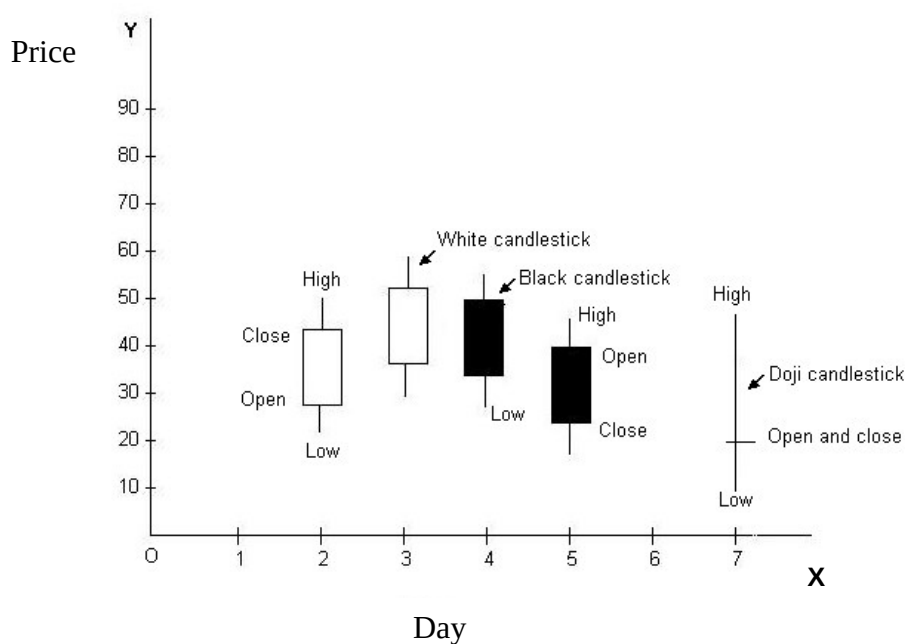 Y
Price
90
80
70
60
50
40
30
20
10
White candlestick
High
Black candlestick
High
High
Close
Open
Doji candlestick
Open
Low
Close
Open and close
Low
Low
O 1 2 3 4 5 6 7
X
Day